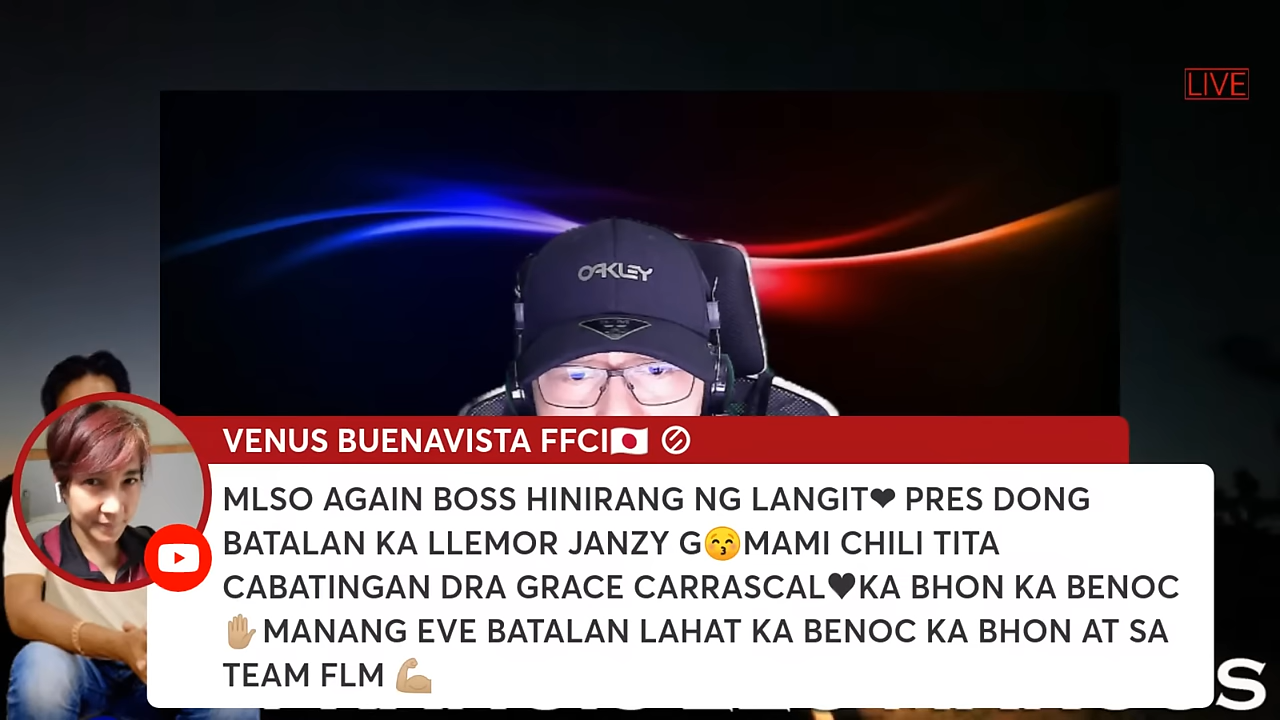 LIVE
OAKLEY
VENUS BUENAVISTA FFCI🇯🇵
MLSO AGAIN BOSS HINIRANG NG LANGIT❤ PRES DONG
BATALAN KA LLEMOR JANZY G😙MAMI CHILI TITA
CABATINGAN DRA GRACE CARRASCAL♥KA BHON KA BENOC
✋🏼MANANG EVE BATALAN LAHAT KA BENOC KA BHON AT SA
TEAM FLM 💪🏼